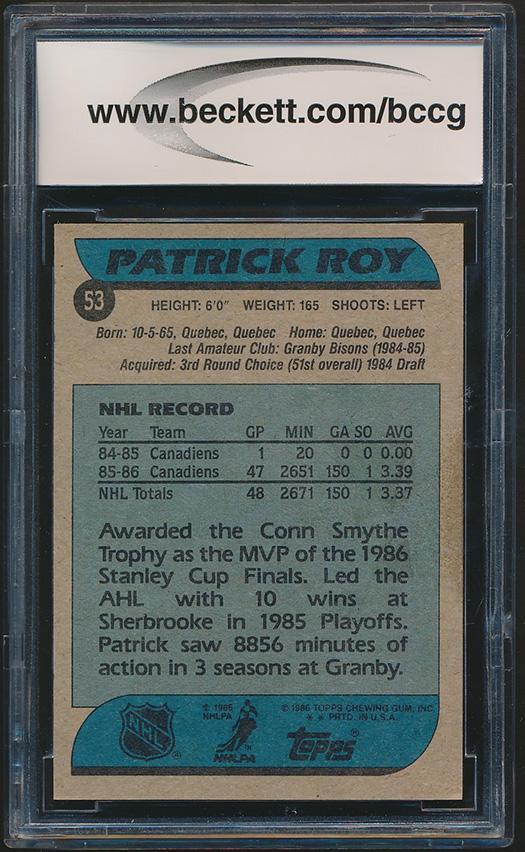 www.beckett.com/bccg
PATRICK ROY
53
HEIGHT: 6'0" WEIGHT: 165 SHOOTS: LEFT
Born: 10-5-65, Quebec, Quebec Home: Quebec, Quebec
Last Amateur Club: Granby Bisons (1984-85)
Acquired: 3rd Round Choice (51st overall) 1984 Draft
NHL RECORD
Year Team GP MIN GA SO AVG
84-85 Canadiens 1 20 0 0 0.00
85-86 Canadiens 47 2651 150 1 3.39
NHL Totals 48 2671 150 1 3.37
Awarded the Conn Smythe
Trophy as the MVP of the 1986
Stanley Cup Finals. Led the
AHL with 10 wins at
Sherbrooke in 1985 Playoffs.
Patrick saw 8856 minutes of
action in 3 seasons at Granby.
NHL
®
© 1986
NHLPA
TM
NHLPA
© 1986 TOPPS CHEWING GUM, INC.
* * PRTD. IN U.S.A.
Topps®